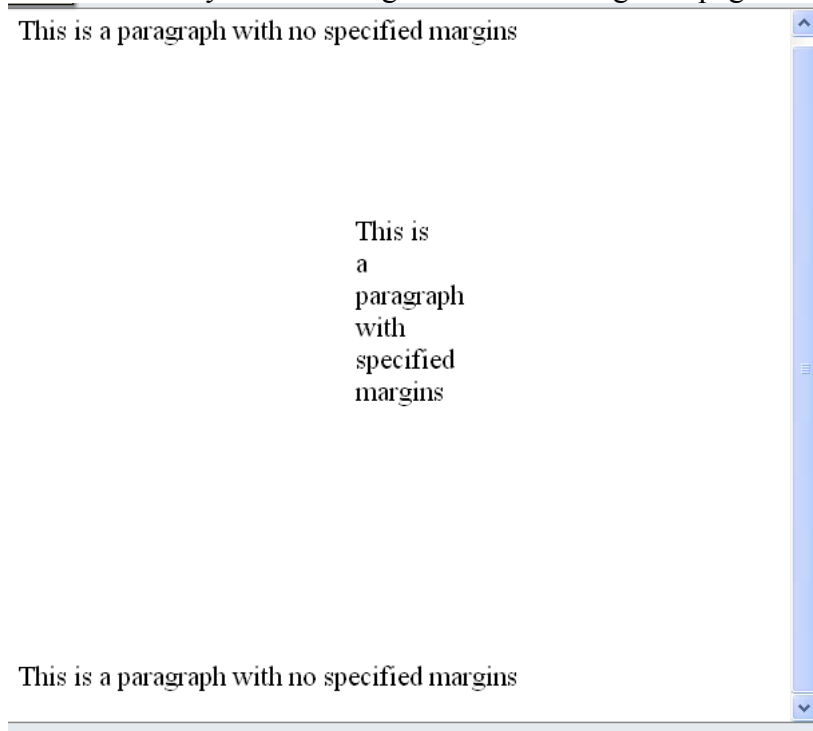 This is a paragraph with no specified margins
This is
a
paragraph
with
specified
margins
This is a paragraph with no specified margins